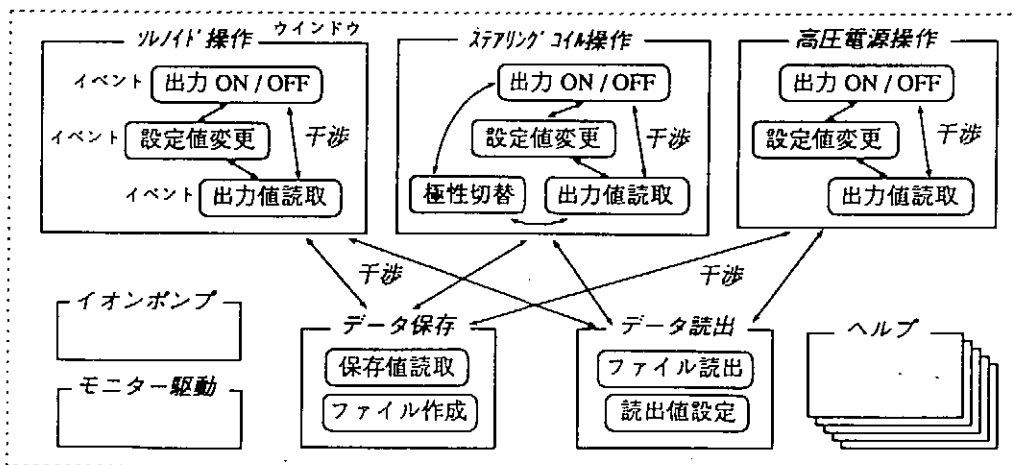 ソレノイド操作 ウインドウ
イベント 出力 ON / OFF
イベント 設定値変更 干渉
イベント 出力値読取
ステアリング コイル操作
出力 ON / OFF
設定値変更 干渉
極性切替 出力値読取
高圧電源操作
出力 ON / OFF
設定値変更 干渉
出力値読取
干渉 干渉
イオンポンプ
モニター駆動
データ保存
保存値読取
ファイル作成
データ読出
ファイル読出
読出値設定
ヘルプ